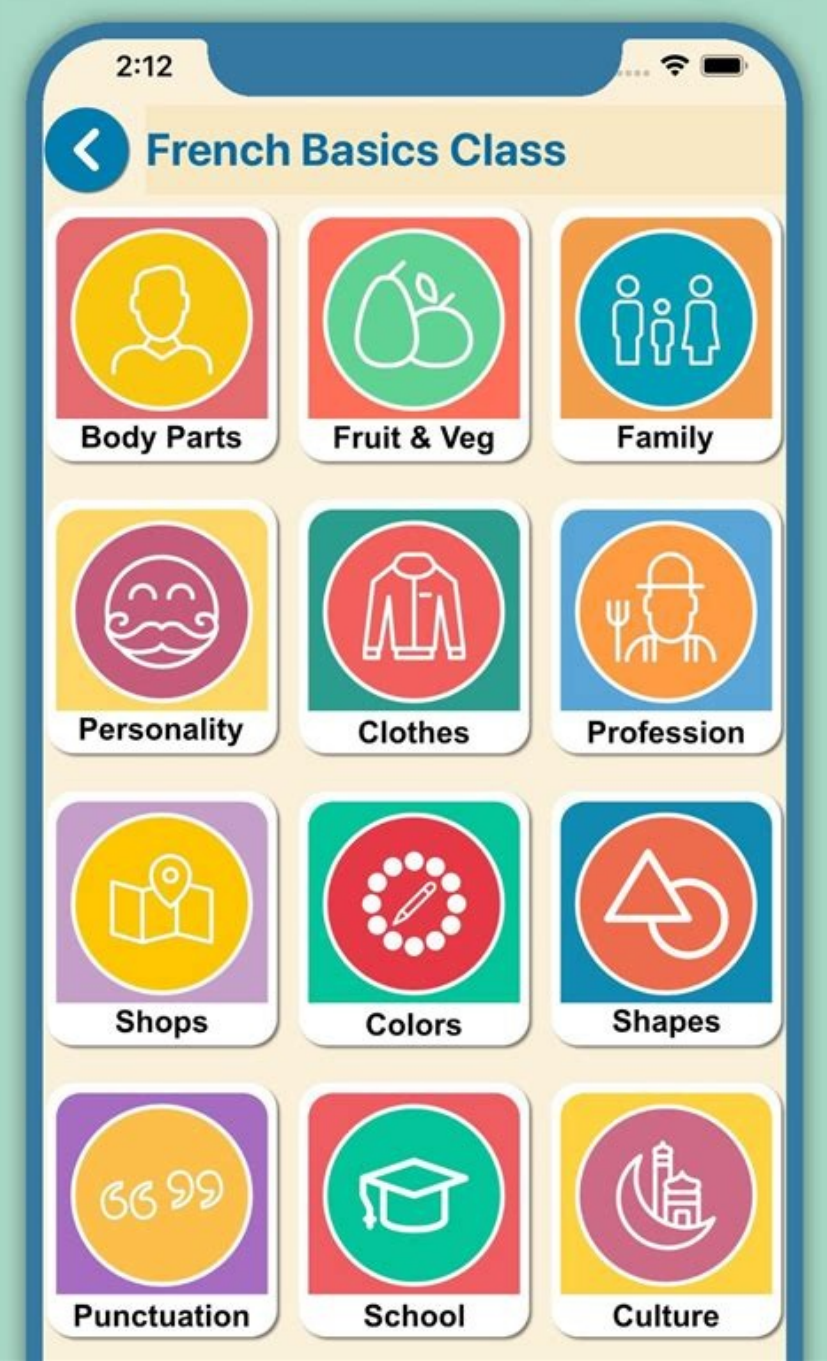 2:12
French Basics Class
Body Parts
Fruit & Veg
Family
Personality
Clothes
Profession
Shops
Colors
Shapes
Punctuation
School
Culture